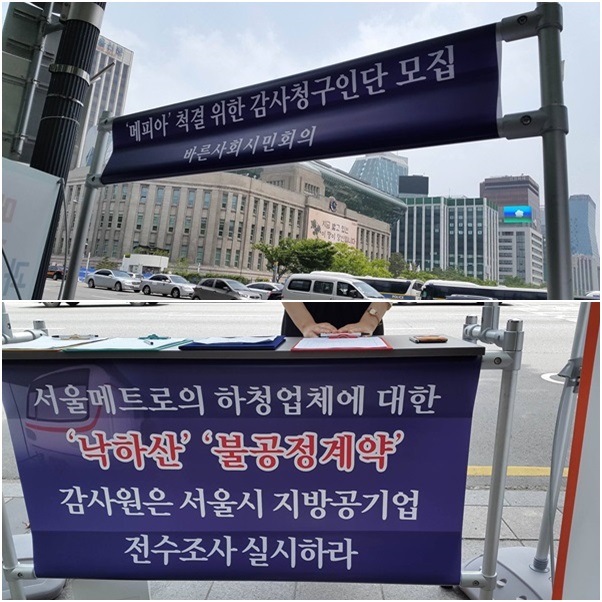 '메피아' 척결 위한 감사청구인단 모집
바른사회시민회의
서울메트로의 하청업체에 대한
'낙하산' '불공정계약'
감사원은 서울시 지방공기업
전수조사 실시하라